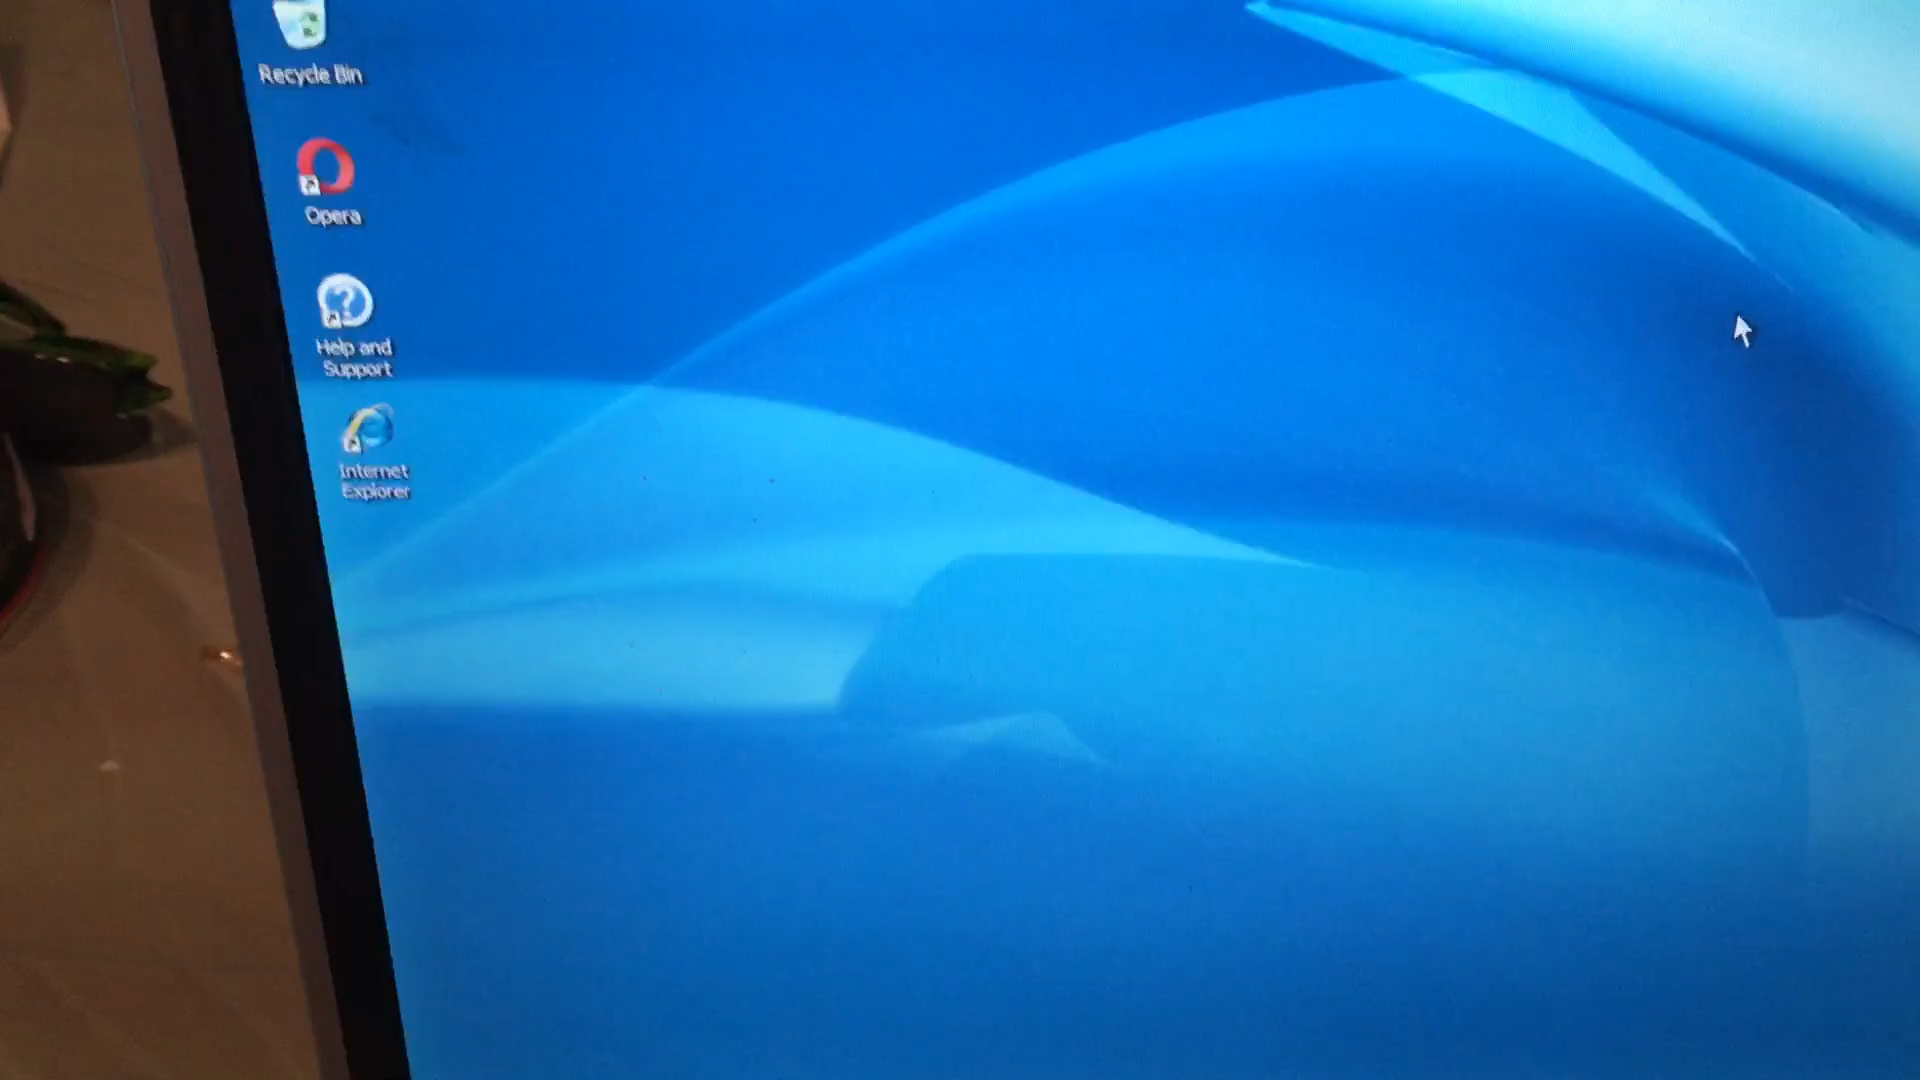 Recycle Bin
Opera
Help and
Support
Internet
Explorer